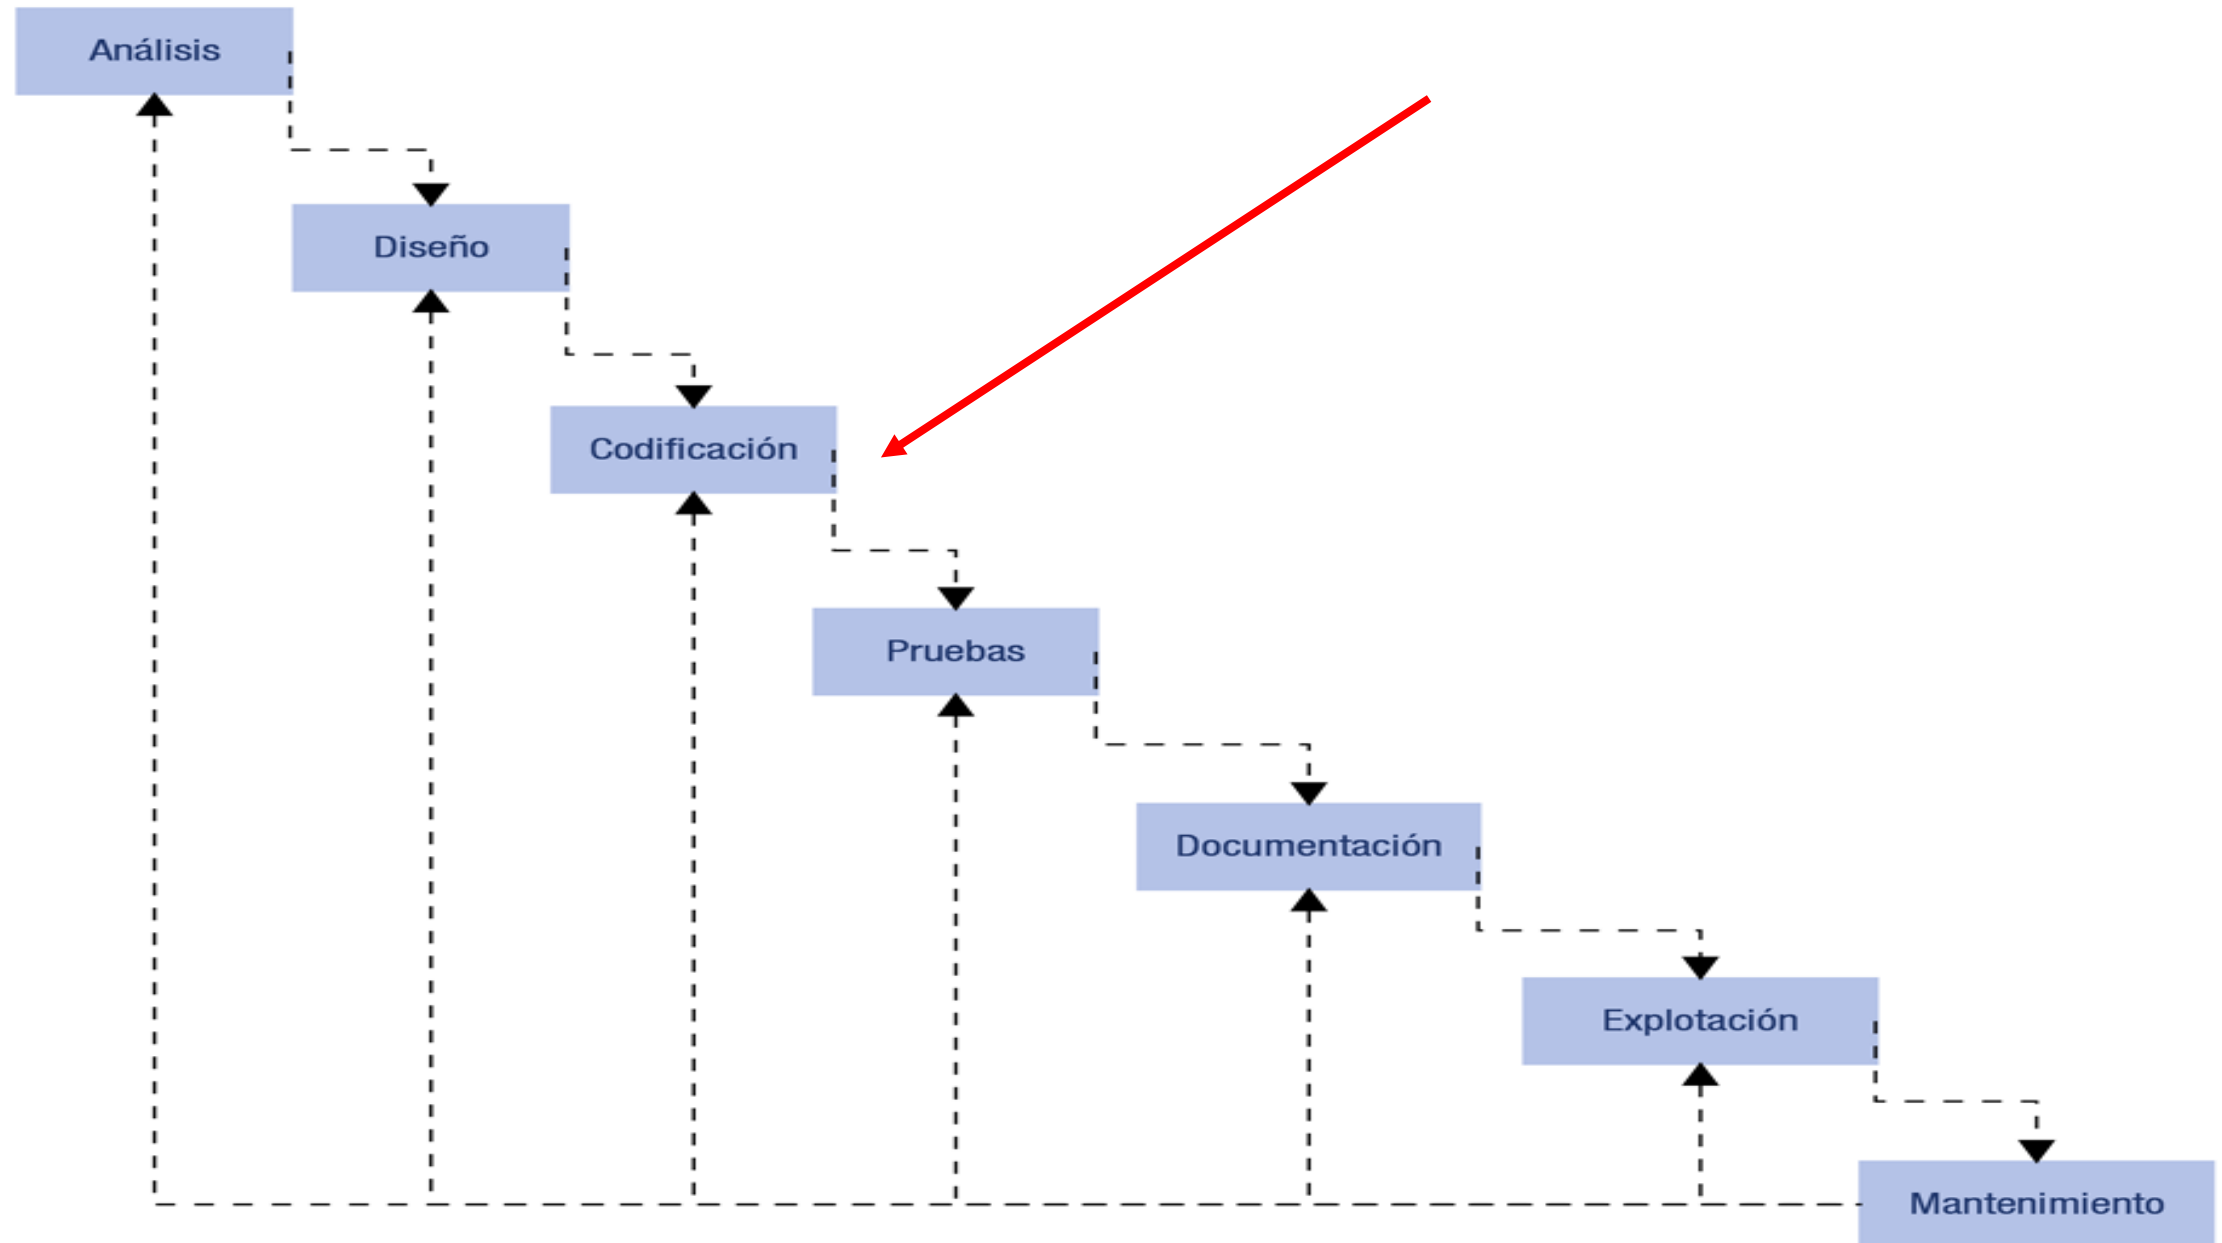 Análisis
Diseño
Codificación
Pruebas
Documentación
Explotación
Mantenimiento